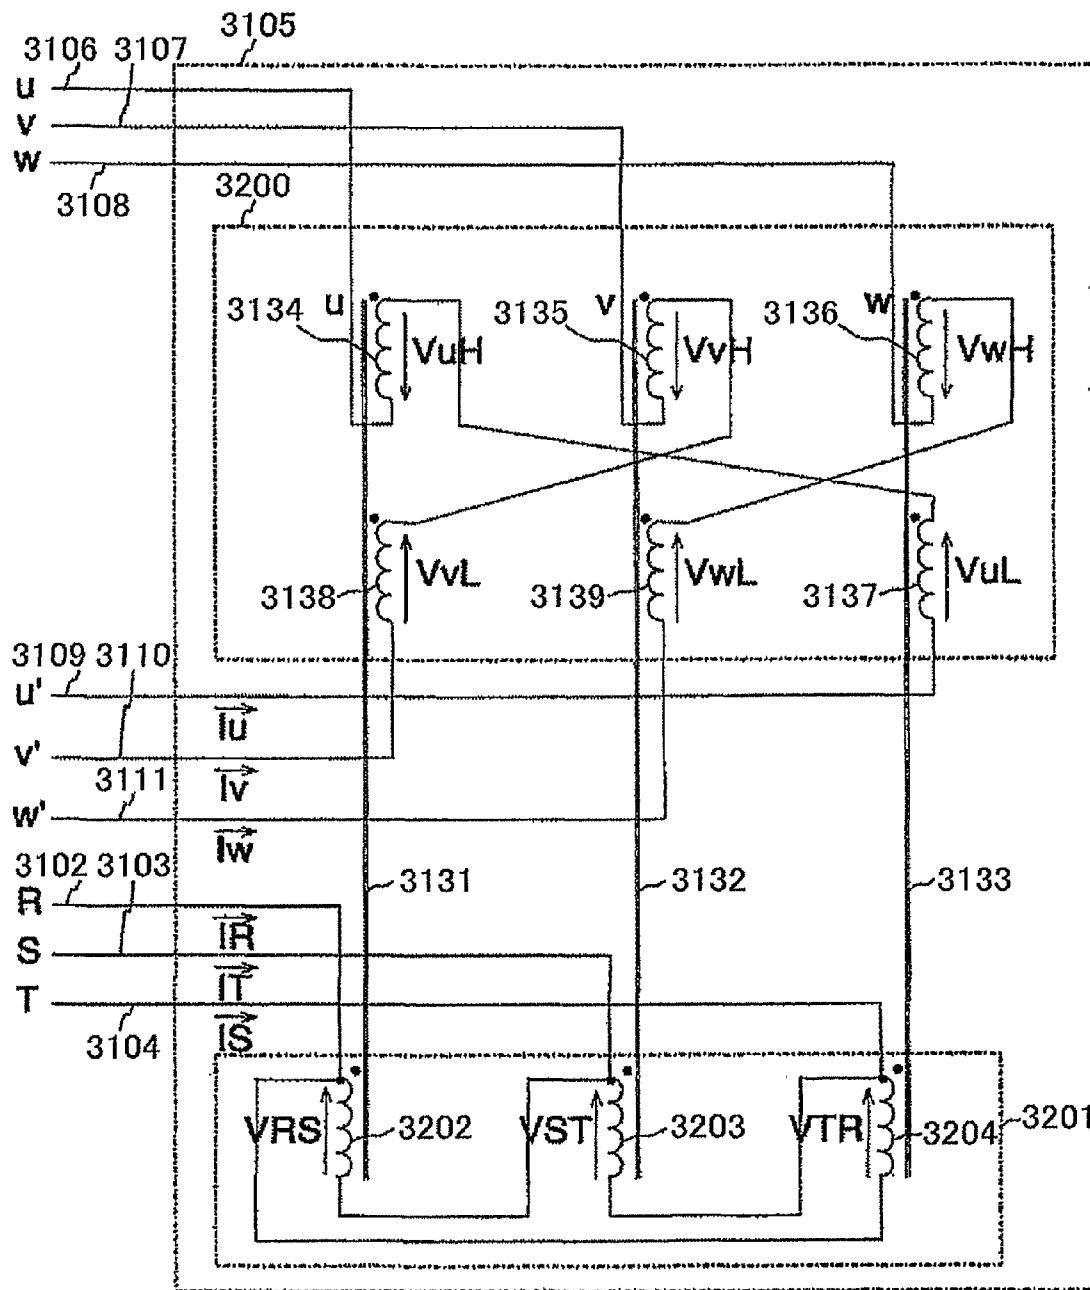 3105
3106 3107
u
v
w
3108
3200
3134 u VuH 3135 v VvH 3136 w VwH
3138 VvL 3139 VwL 3137 VuL
3109 3110
u'
Iu
v'
Iv
3111
w'
Iw
3102 3103
3131 3132 3133
R
IR
S
IT
T
IS
3104
VRS 3202 VST 3203 VTR 3204 3201